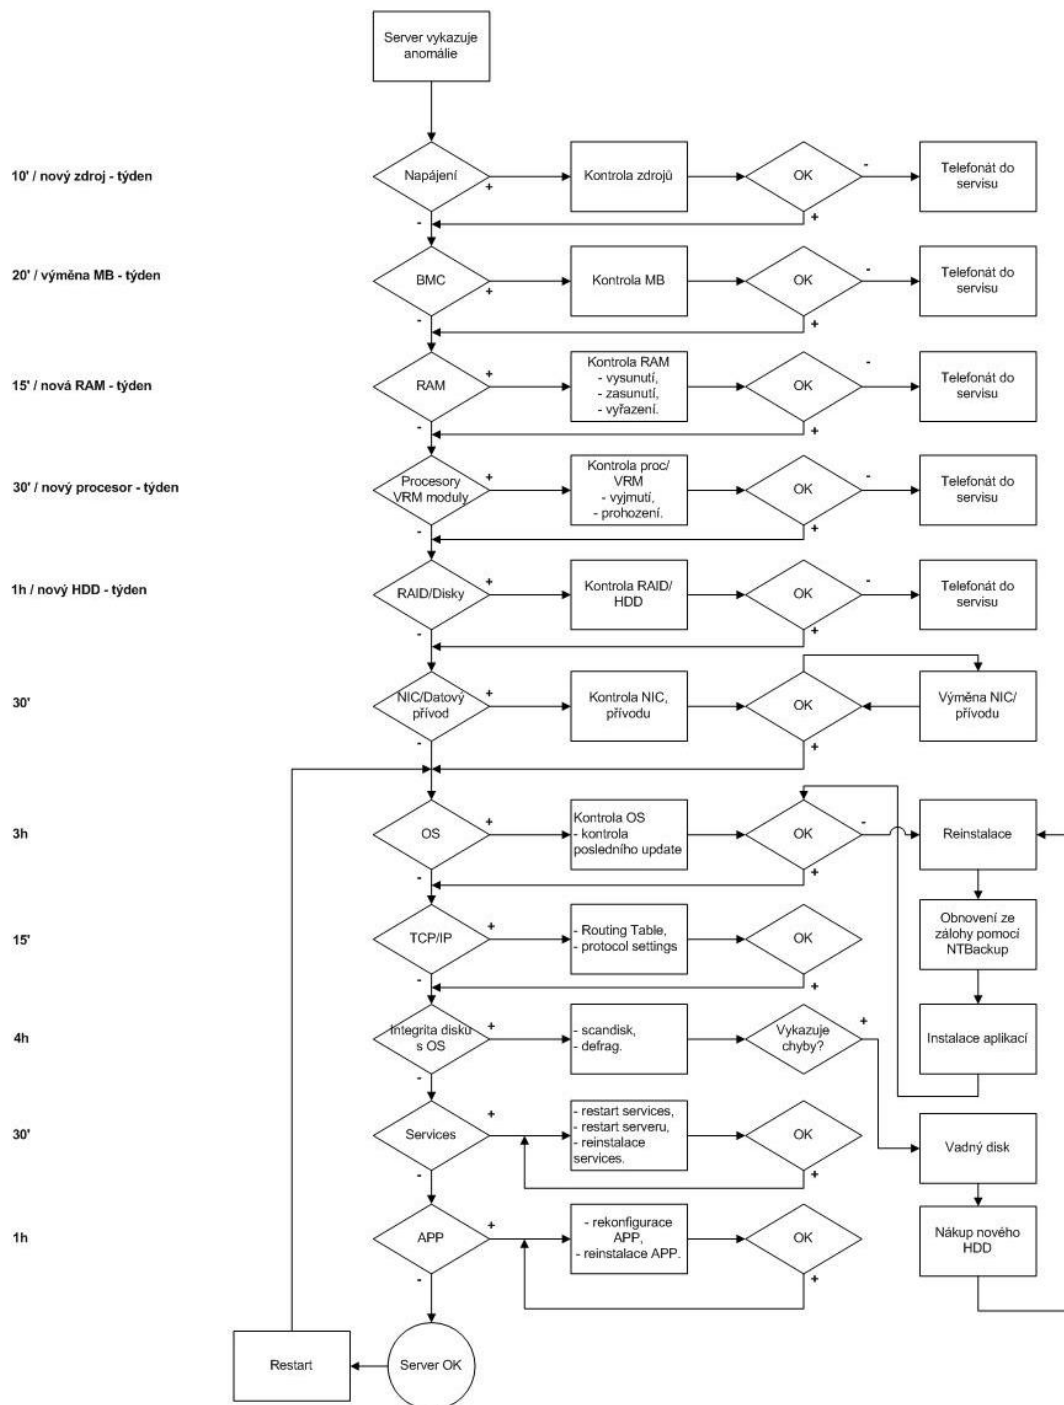 Server vykazuje
anomálie
10' / nový zdroj - týden
Napájení
+
Kontrola zdrojů
OK
-
Telefonát do
servisu
-
+
20' / výměna MB - týden
BMC
+
Kontrola MB
OK
-
Telefonát do
servisu
-
+
15' / nová RAM - týden
RAM
+
Kontrola RAM
- vysunutí,
- zasunutí,
- vyřazení.
OK
-
Telefonát do
servisu
-
+
30' / nový procesor - týden
Procesory
VRM moduly
+
Kontrola proc/
VRM
- vyjmutí,
- prohození.
OK
-
Telefonát do
servisu
-
+
1h / nový HDD - týden
RAID/Disky
+
Kontrola RAID/
HDD
OK
-
Telefonát do
servisu
-
+
30'
NIC/Datový
přívod
+
Kontrola NIC,
přívodu
OK
Výměna NIC/
přívodu
-
+
3h
OS
+
Kontrola OS
- kontrola
posledního update
OK
-
Reinstalace
-
+
15'
TCP/IP
+
- Routing Table,
- protocol settings
OK
Obnovení ze
zálohy pomocí
NTBackup
-
+
4h
Integrita disku
s OS
+
- scandisk,
- defrag.
Vykazuje
chyby?
+
Instalace aplikací
-
30'
Services
+
- restart services,
- restart serveru,
- reinstalace
services.
OK
Vadný disk
-
+
1h
APP
+
- rekonfigurace
APP,
- reinstalace APP.
OK
Nákup nového
HDD
-
+
Restart
Server OK